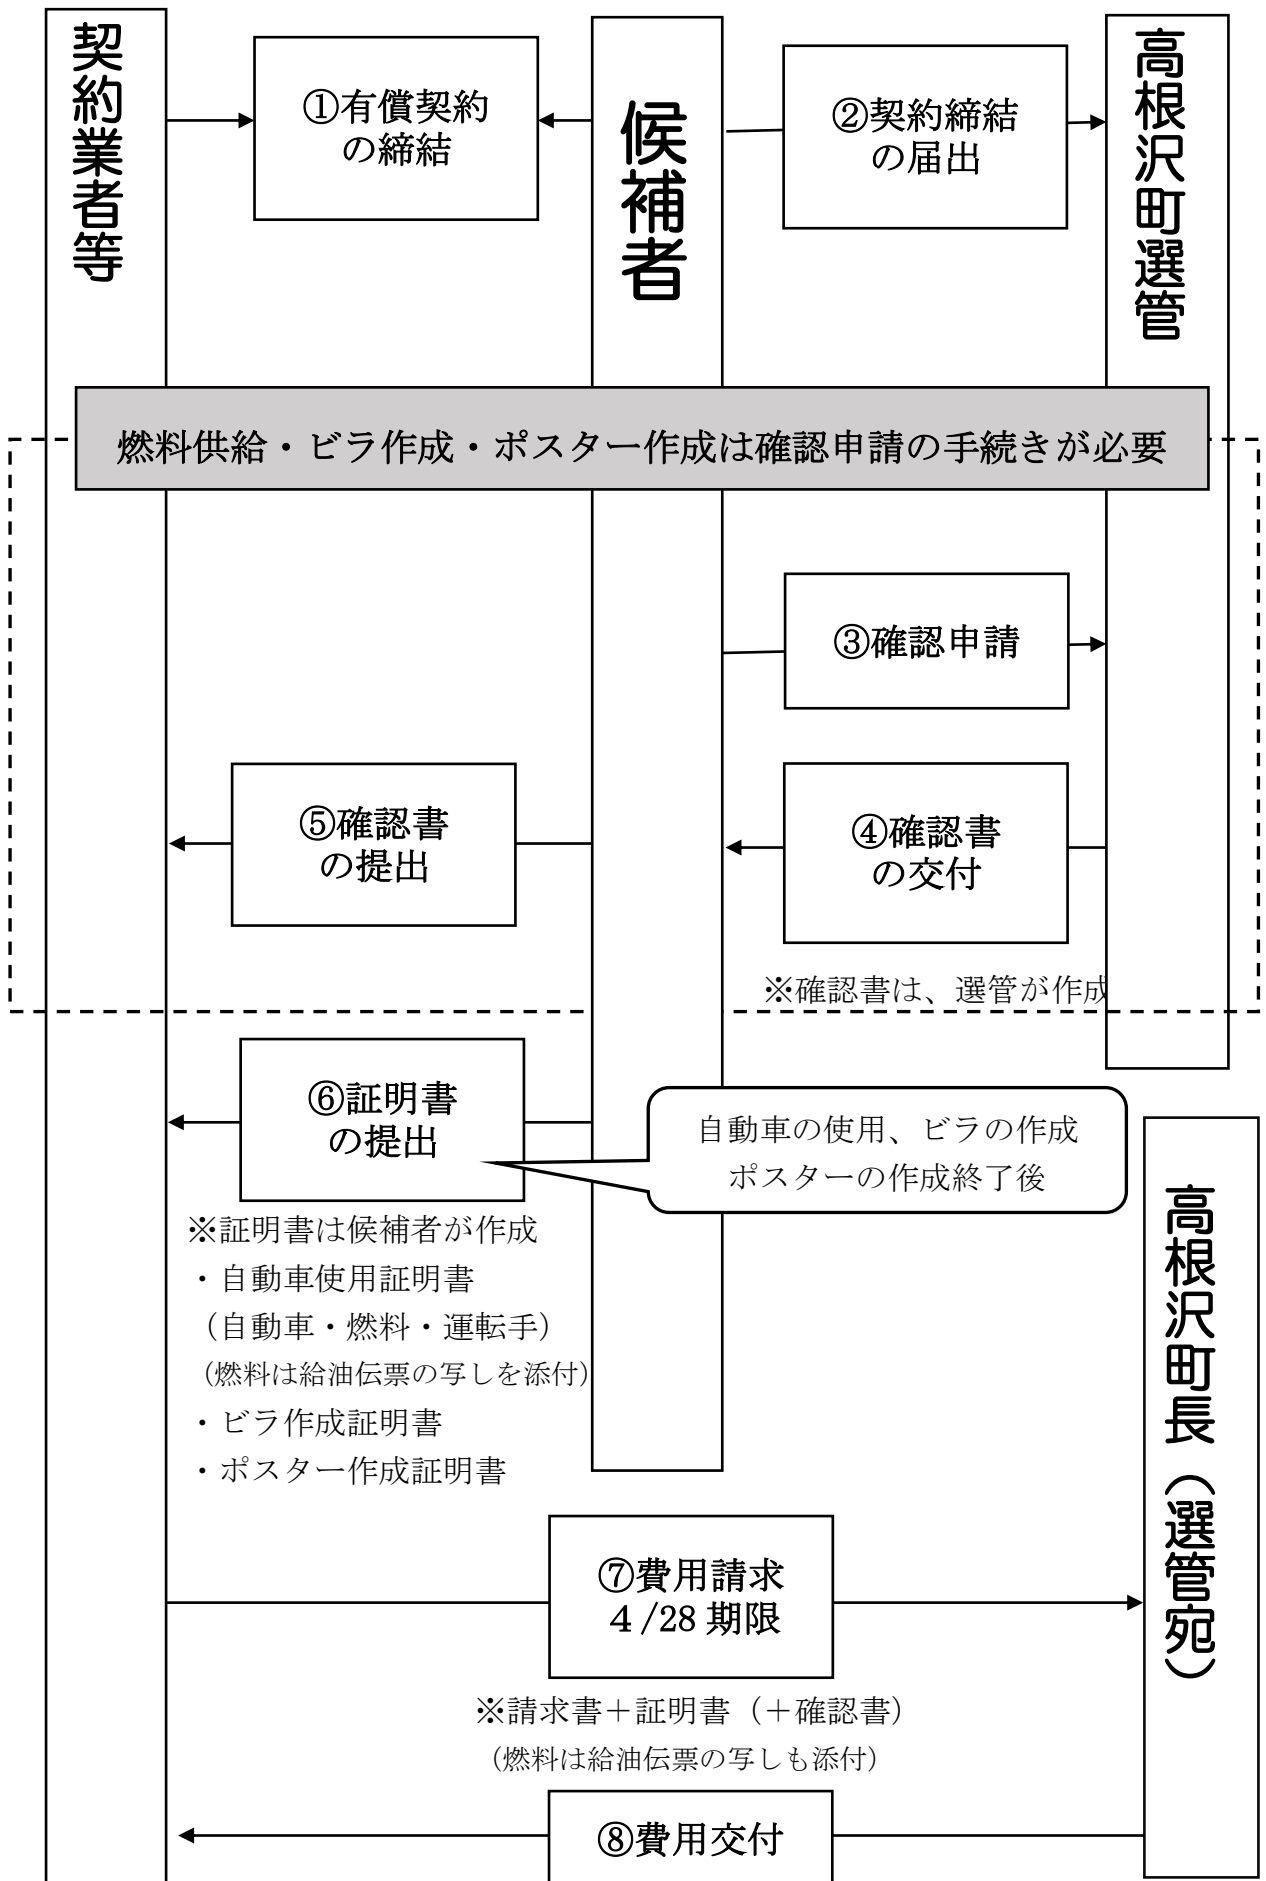 契約業者等
①有償契約
の締結
候補者
②契約締結
の届出
高根沢町選管
燃料供給・ビラ作成・ポスター作成は確認申請の手続きが必要
③確認申請
④確認書
の交付
※確認書は、選管が作成
⑤確認書
の提出
⑥証明書
の提出
自動車の使用、ビラの作成
ポスターの作成終了後
※証明書は候補者が作成
・自動車使用証明書
（自動車・燃料・運転手）
（燃料は給油伝票の写しを添付）
・ビラ作成証明書
・ポスター作成証明書
高根沢町長（選管宛）
⑦費用請求
４/28 期限
※請求書＋証明書（＋確認書）
（燃料は給油伝票の写しも添付）
⑧費用交付